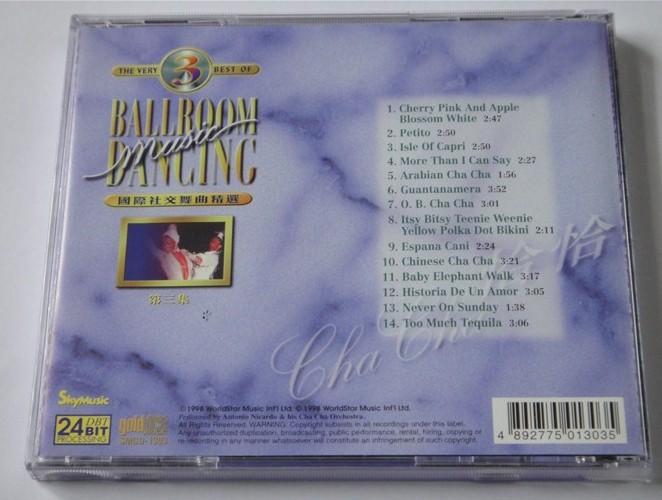 THE VERY 3 BEST OF
BALLROOM
music
DANCING
國際社交舞曲精選
第三集
1. Cherry Pink And Apple
Blossom White 2:47
2. Petito 2:50
3. Isle Of Capri 2:50
4. More Than I Can Say 2:27
5. Arabian Cha Cha 1:56
6. Guantanamera 3:52
7. O. B. Cha Cha 3:01
8. Itsy Bitsy Teenie Weenie
Yellow Polka Dot Bikini 2:11
9. Espana Cani 2:24
10. Chinese Cha Cha 3:21
11. Baby Elephant Walk 3:17
12. Historia De Un Amor 3:05
13. Never On Sunday 1:38
14. Too Much Tequila 3:06
Cha Cha 恰恰
SkyMusic
24 BIT DBT
PROCESSING
gold
Ⓟ1998 WorldStar Music Int'l Ltd. © 1998 WorldStar Music Int'l Ltd.
Performed by Antonio Nicardo & his Cha Cha Orchestra.
All Rights Reserved. WARNING: Copyright subsists in all recordings under this label.
Any unauthorized duplication, broadcasting, public performance, rental, hiring, copying or
re-recording in any manner whatsoever will constitute an infringement of such copyright.
4 892775 013035